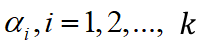 αᵢ, i = 1, 2, ..., k